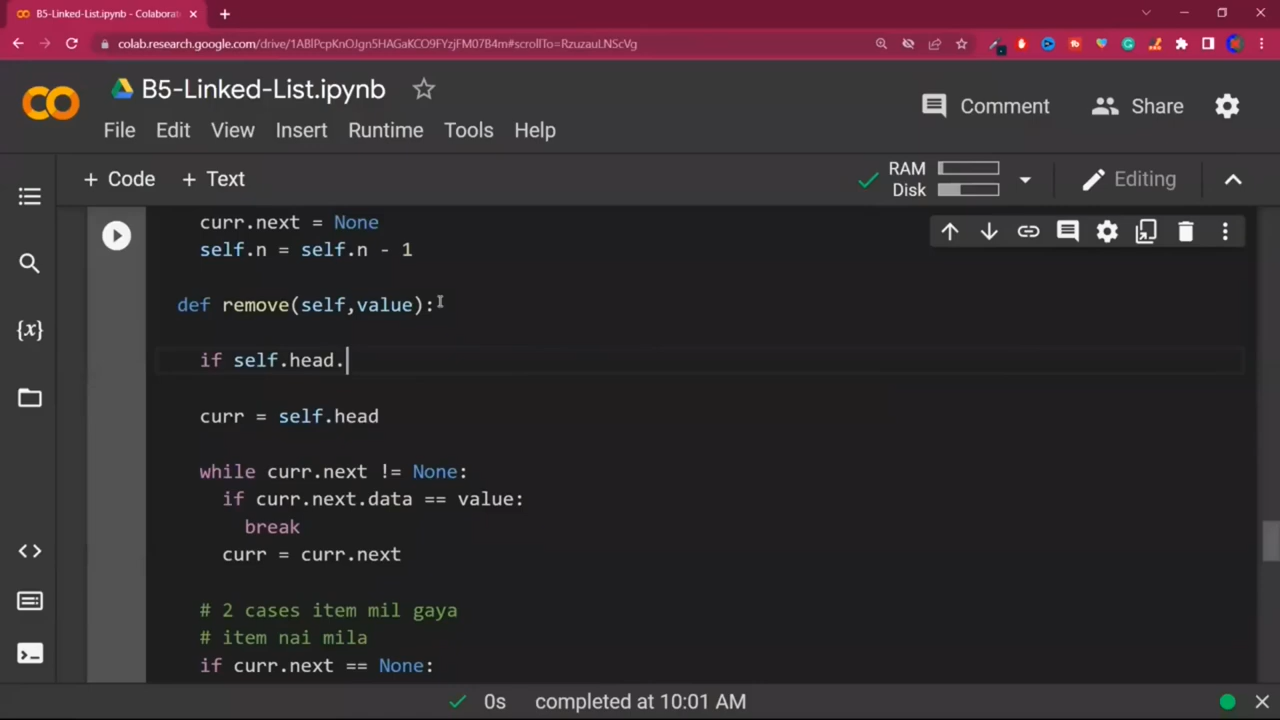 B5-Linked-List.ipynb - Colaborat
colab.research.google.com/drive/1ABlPcpKnOJgn5HAGaKCO9FYzjFM07B4m#scrollTo=RzuzauLNScVg
B5-Linked-List.ipynb
Comment
Share
File Edit View Insert Runtime Tools Help
+ Code + Text
RAM
Disk
Editing
curr.next = None
self.n = self.n - 1
def remove(self,value):
if self.head.
curr = self.head
while curr.next != None:
if curr.next.data == value:
break
curr = curr.next
# 2 cases item mil gaya
# item nai mila
if curr.next == None:
{x}
0s completed at 10:01 AM